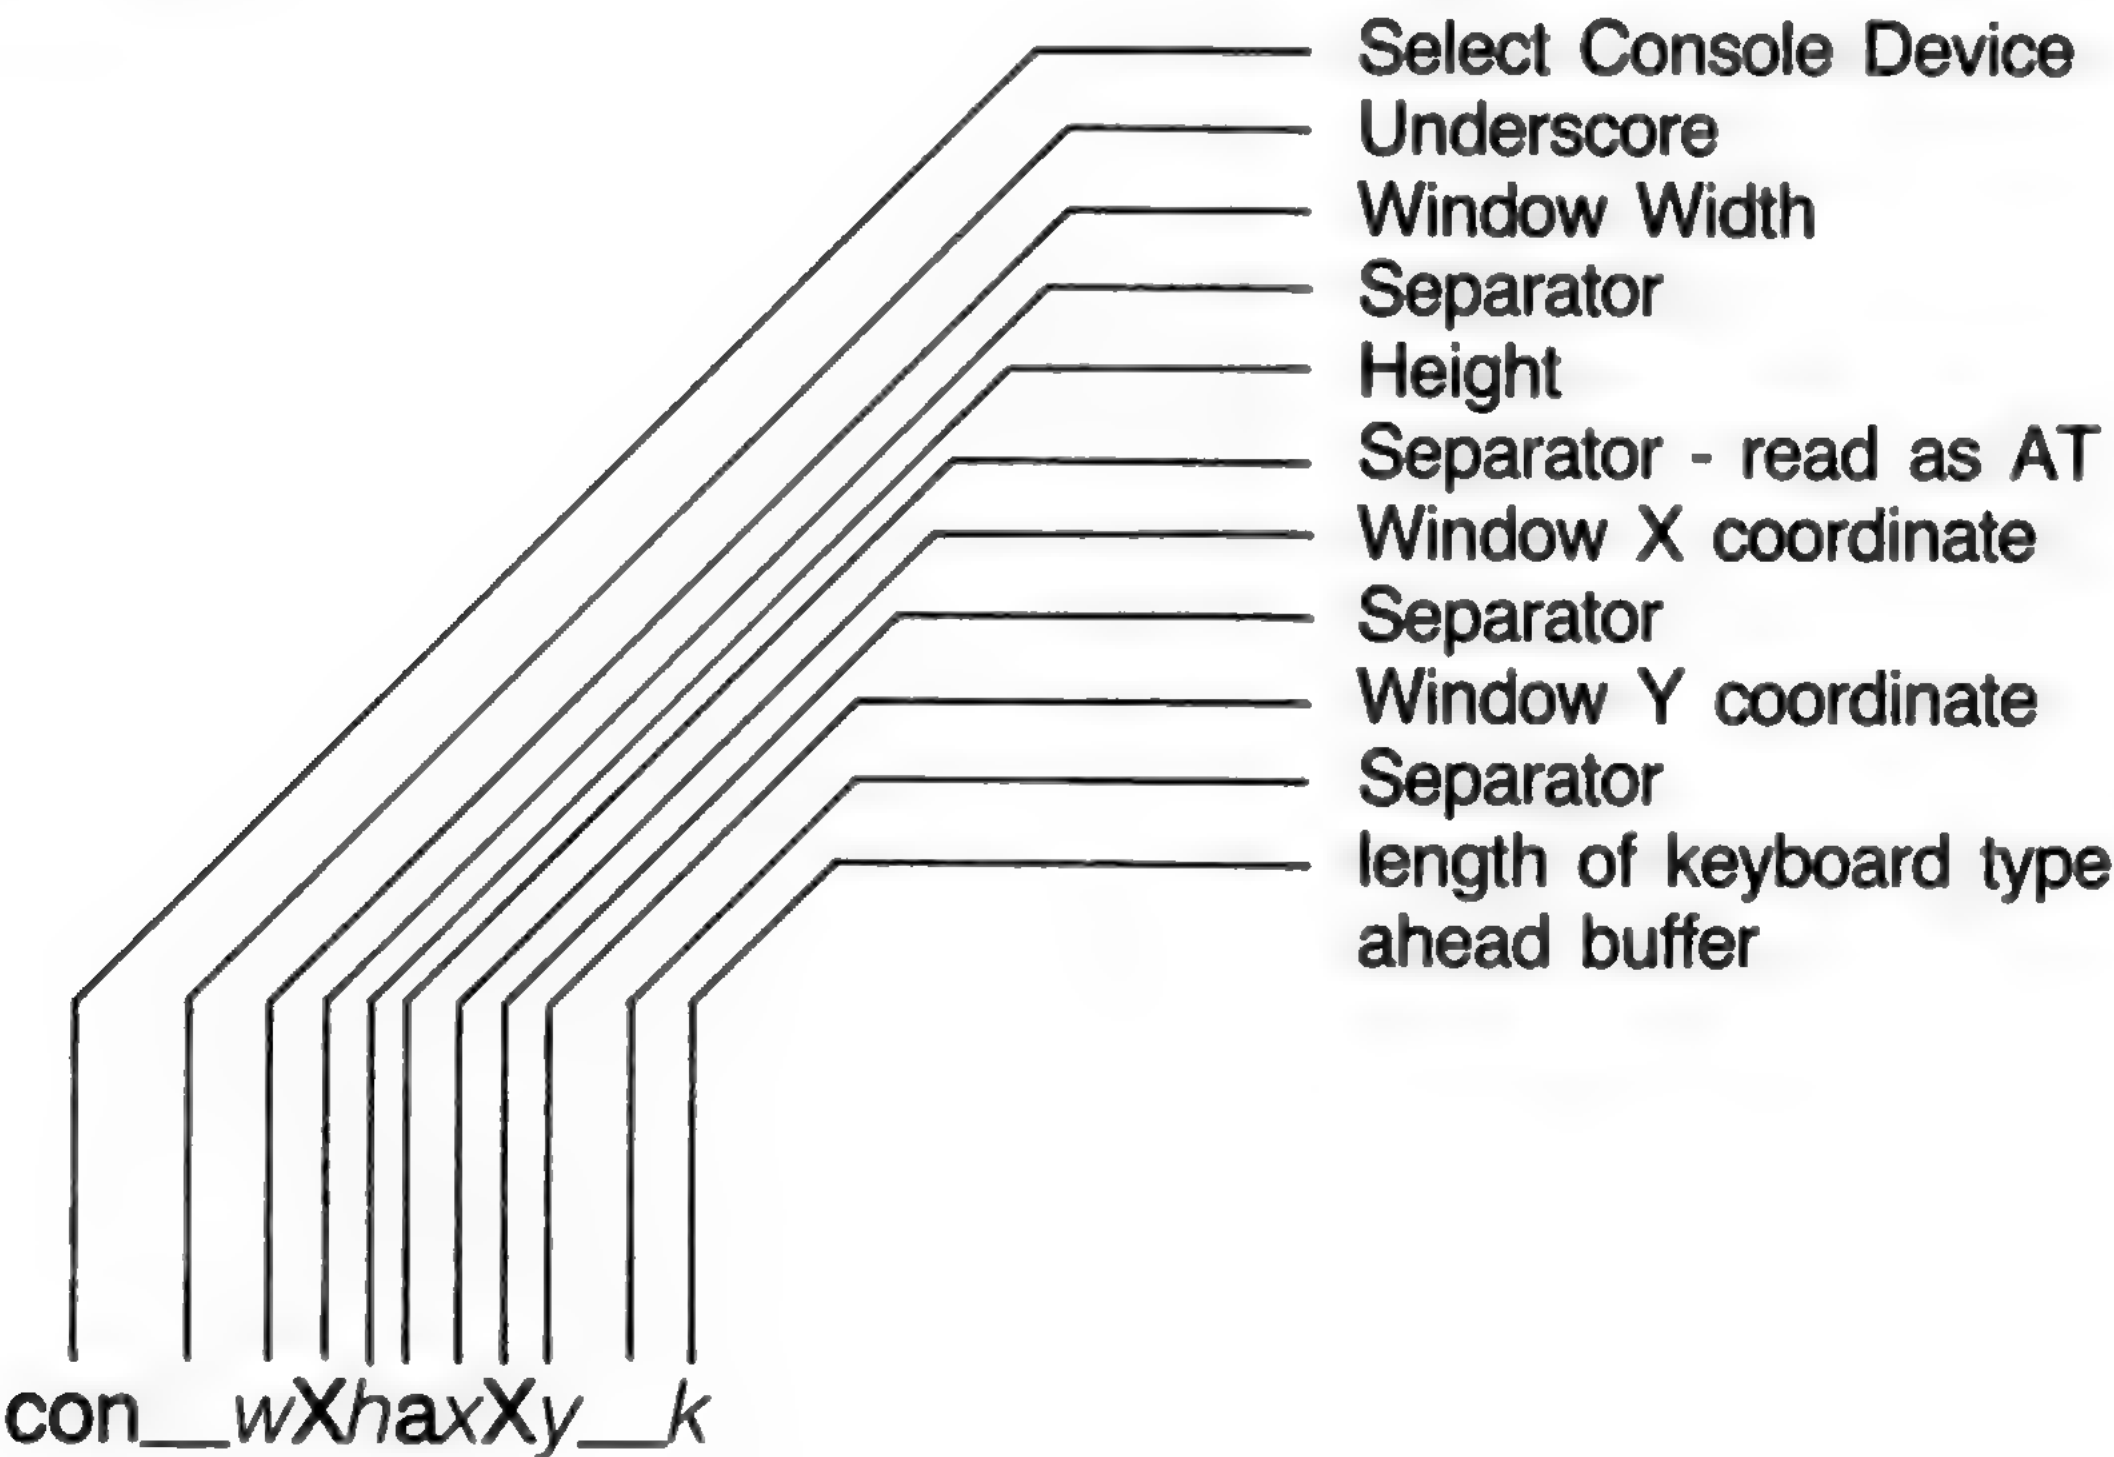 Select Console Device
Underscore
Window Width
Separator
Height
Separator - read as AT
Window X coordinate
Separator
Window Y coordinate
Separator
length of keyboard type
ahead buffer
con__wXhaxXy__k